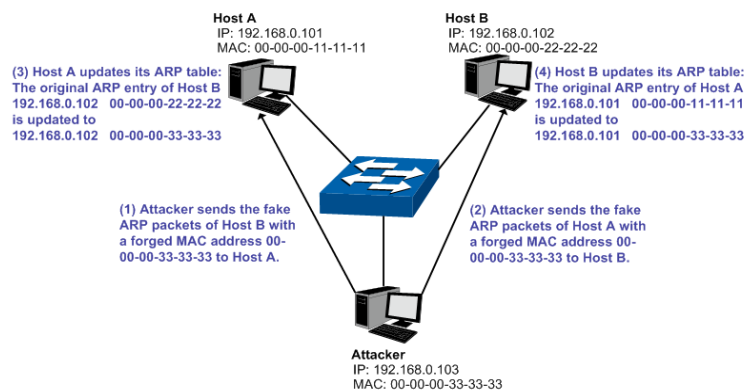 Host A
IP: 192.168.0.101
MAC: 00-00-00-11-11-11
Host B
IP: 192.168.0.102
MAC: 00-00-00-22-22-22
(3) Host A updates its ARP table:
The original ARP entry of Host B
192.168.0.102 00-00-00-22-22-22
is updated to
192.168.0.102 00-00-00-33-33-33
(4) Host B updates its ARP table:
The original ARP entry of Host A
192.168.0.101 00-00-00-11-11-11
is updated to
192.168.0.101 00-00-00-33-33-33
(1) Attacker sends the fake
ARP packets of Host B with
a forged MAC address 00-
00-00-33-33-33 to Host A.
(2) Attacker sends the fake
ARP packets of Host A with
a forged MAC address 00-
00-00-33-33-33 to Host B.
Attacker
IP: 192.168.0.103
MAC: 00-00-00-33-33-33